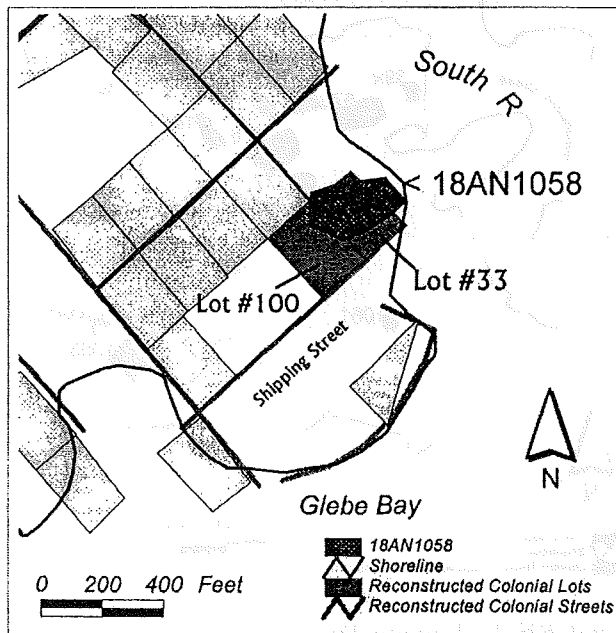 South R
18AN1058
Lot #33
Lot #100
Shipping Street
N
Glebe Bay
18AN1058
Shoreline
Reconstructed Colonial Lots
Reconstructed Colonial Streets
0 200 400 Feet